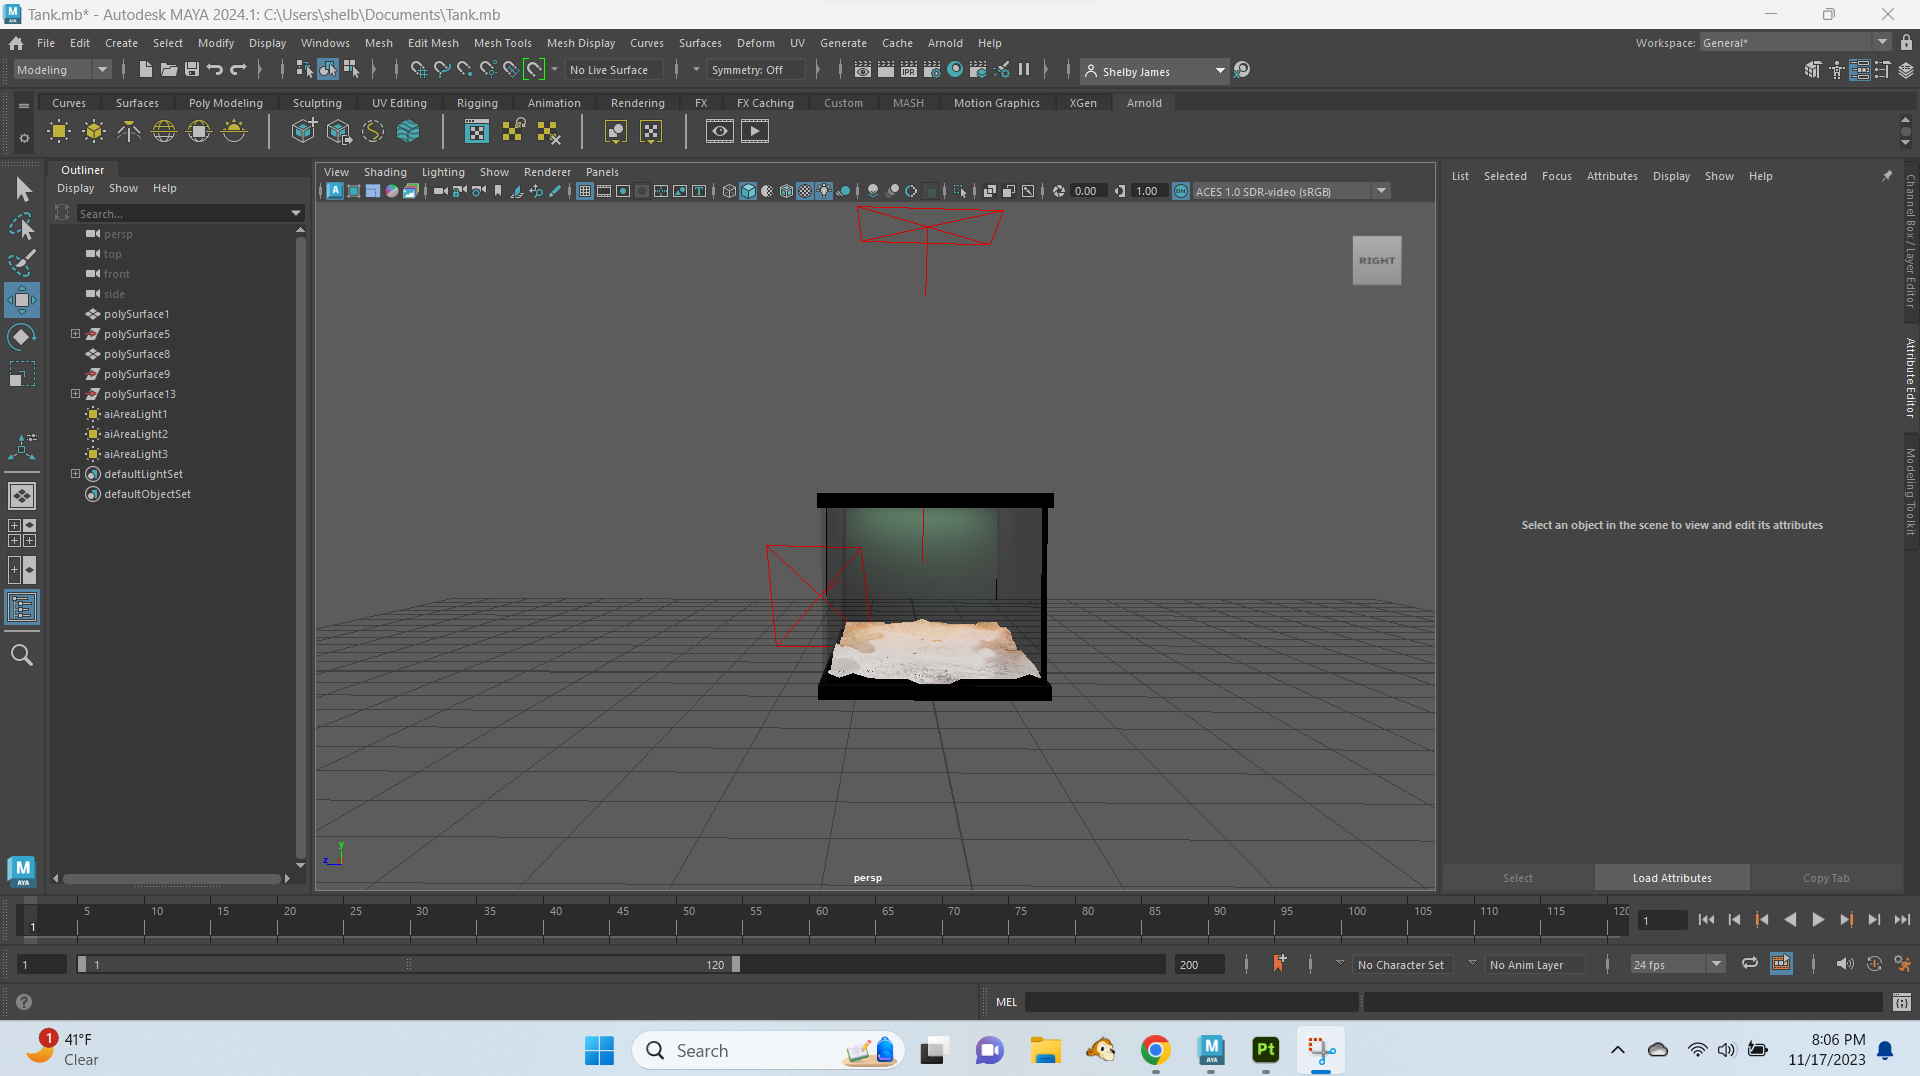 Tank.mb* - Autodesk MAYA 2024.1: C:\Users\shelb\Documents\Tank.mb
File Edit Create Select Modify Display Windows Mesh Edit Mesh Mesh Tools Mesh Display Curves Surfaces Deform UV Generate Cache Arnold Help Workspace: General*
Modeling No Live Surface Symmetry: Off IPR Shelby James
Curves Surfaces Poly Modeling Sculpting UV Editing Rigging Animation Rendering FX FX Caching Custom MASH Motion Graphics XGen Arnold
Outliner
Display Show Help
Search...
persp
top
front
side
polySurface1
polySurface5
polySurface8
polySurface9
polySurface13
aiAreaLight1
aiAreaLight2
aiAreaLight3
defaultLightSet
defaultObjectSet
View Shading Lighting Show Renderer Panels
0.00 1.00 ON ACES 1.0 SDR-video (sRGB)
RIGHT
y
z
persp
List Selected Focus Attributes Display Show Help
Select an object in the scene to view and edit its attributes
Select Load Attributes Copy Tab
Channel Box / Layer Editor
Attribute Editor
Modeling Toolkit
M
AYA
5 10 15 20 25 30 35 40 45 50 55 60 65 70 75 80 85 90 95 100 105 110 115 120
1 1
1 1 120 200 No Character Set No Anim Layer 24 fps
MEL
1 41°F
Clear
Search
M
AYA
Pt
8:06 PM
11/17/2023